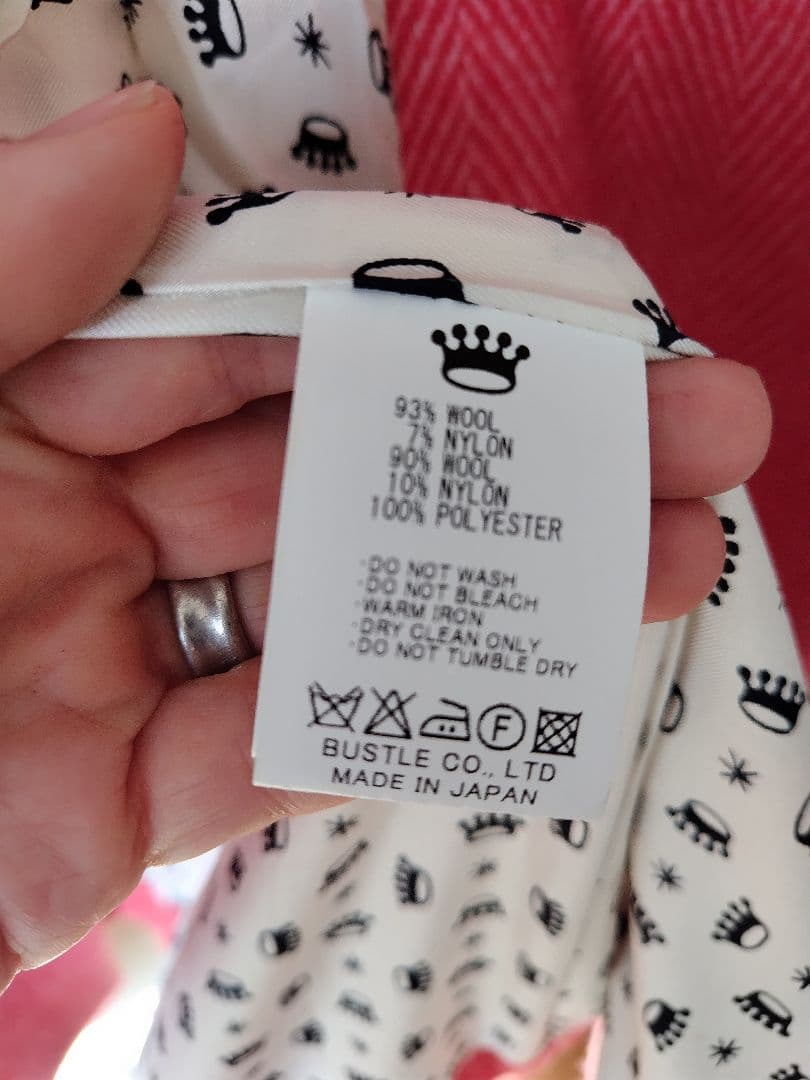 93% WOOL
7% NYLON
90% WOOL
10% NYLON
100% POLYESTER
·DO NOT WASH
·DO NOT BLEACH
·WARM IRON
·DRY CLEAN ONLY
·DO NOT TUMBLE DRY
F
BUSTLE CO., LTD
MADE IN JAPAN